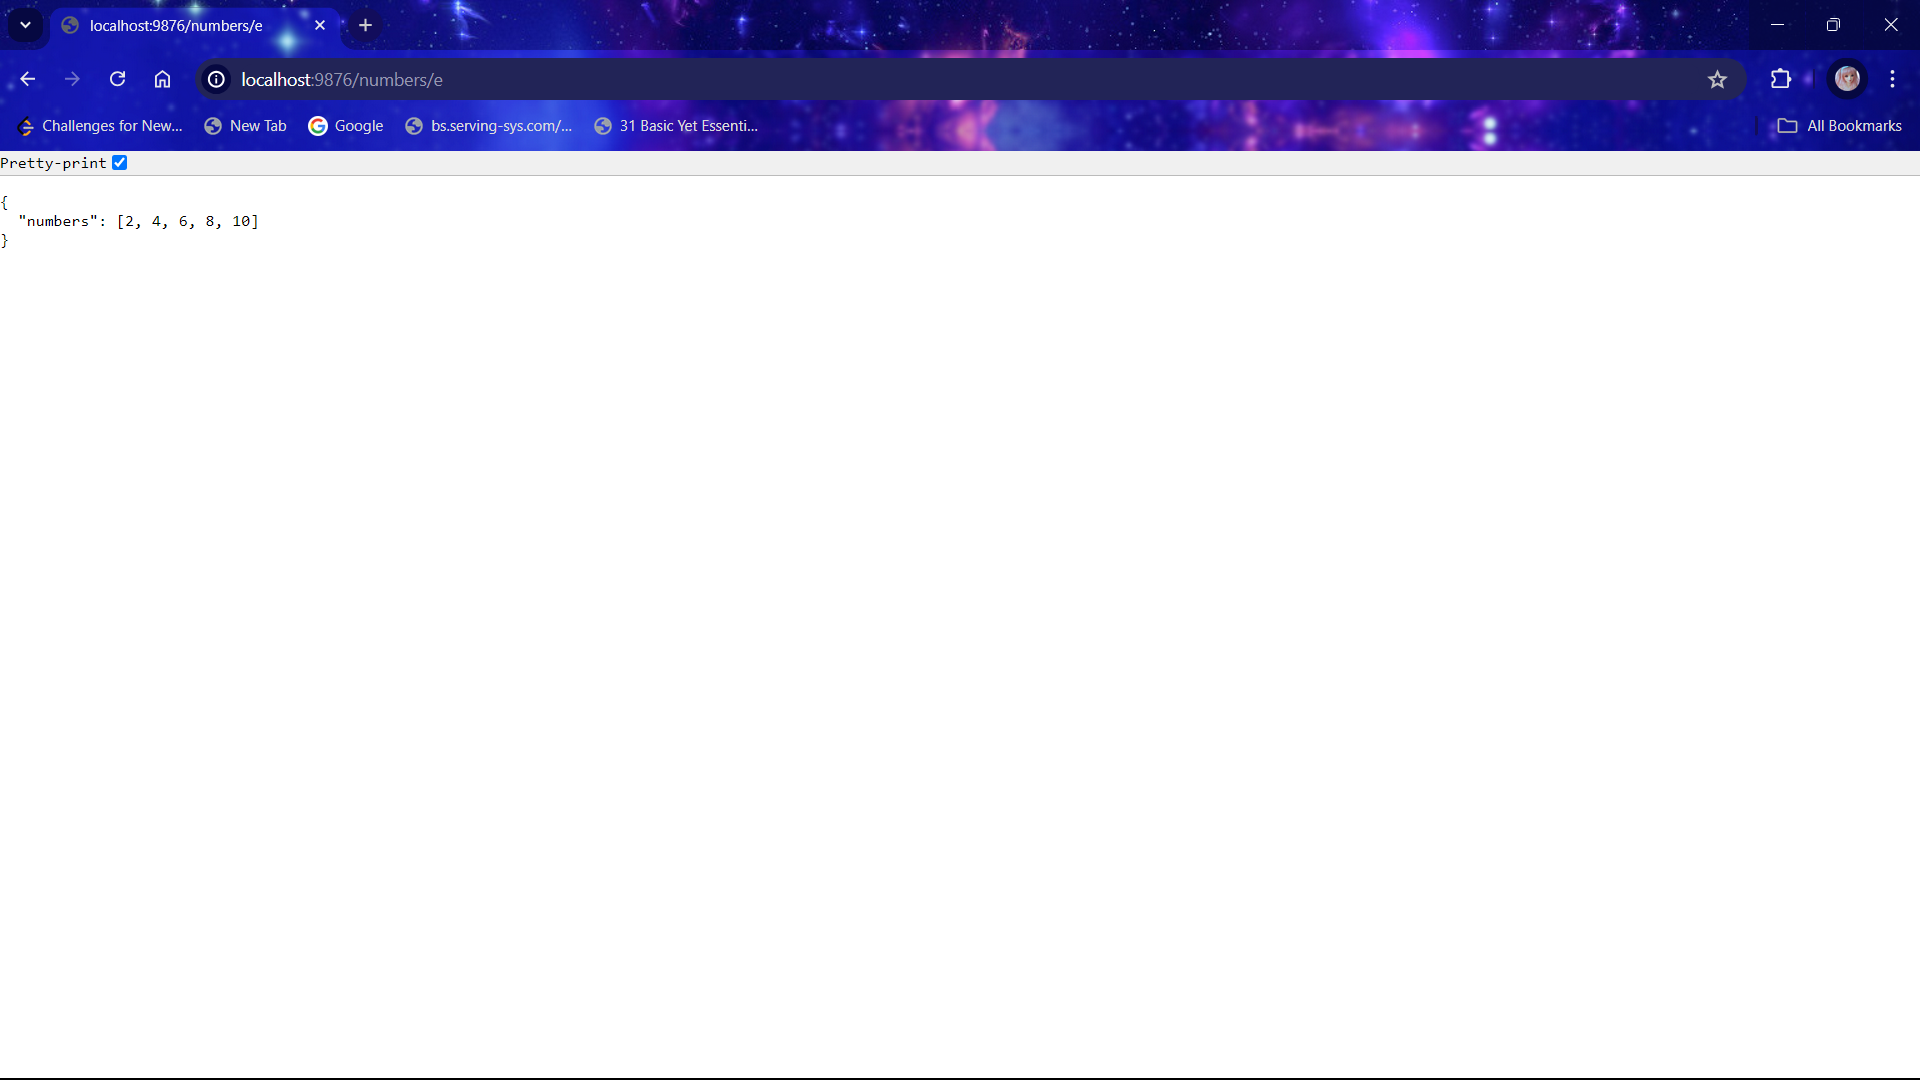 localhost:9876/numbers/e
localhost:9876/numbers/e
Challenges for New... New Tab Google bs.serving-sys.com/... 31 Basic Yet Essenti... All Bookmarks
Pretty-print
{
  "numbers": [2, 4, 6, 8, 10]
}